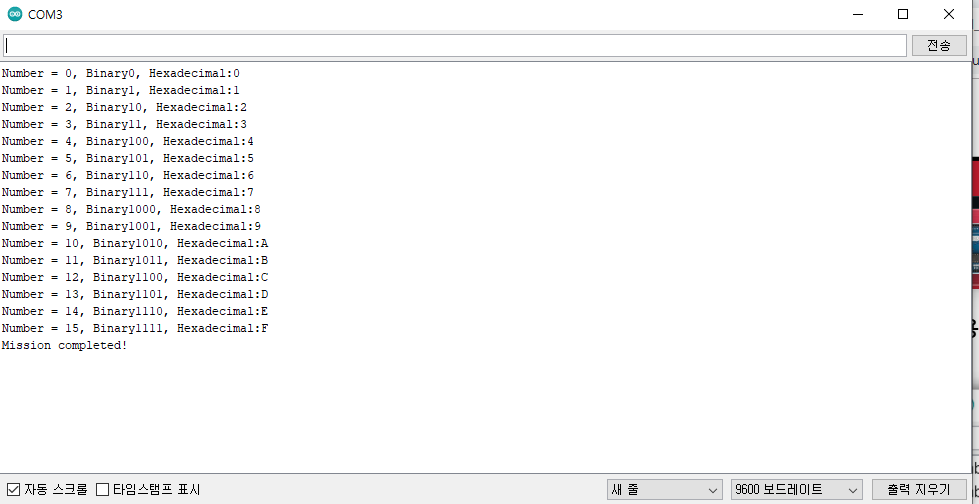 COM3
전송
Number = 0, Binary0, Hexadecimal:0
Number = 1, Binary1, Hexadecimal:1
Number = 2, Binary10, Hexadecimal:2
Number = 3, Binary11, Hexadecimal:3
Number = 4, Binary100, Hexadecimal:4
Number = 5, Binary101, Hexadecimal:5
Number = 6, Binary110, Hexadecimal:6
Number = 7, Binary111, Hexadecimal:7
Number = 8, Binary1000, Hexadecimal:8
Number = 9, Binary1001, Hexadecimal:9
Number = 10, Binary1010, Hexadecimal:A
Number = 11, Binary1011, Hexadecimal:B
Number = 12, Binary1100, Hexadecimal:C
Number = 13, Binary1101, Hexadecimal:D
Number = 14, Binary1110, Hexadecimal:E
Number = 15, Binary1111, Hexadecimal:F
Mission completed!
자동 스크롤 타임스탬프 표시 새 줄 9600 보드레이트 출력 지우기